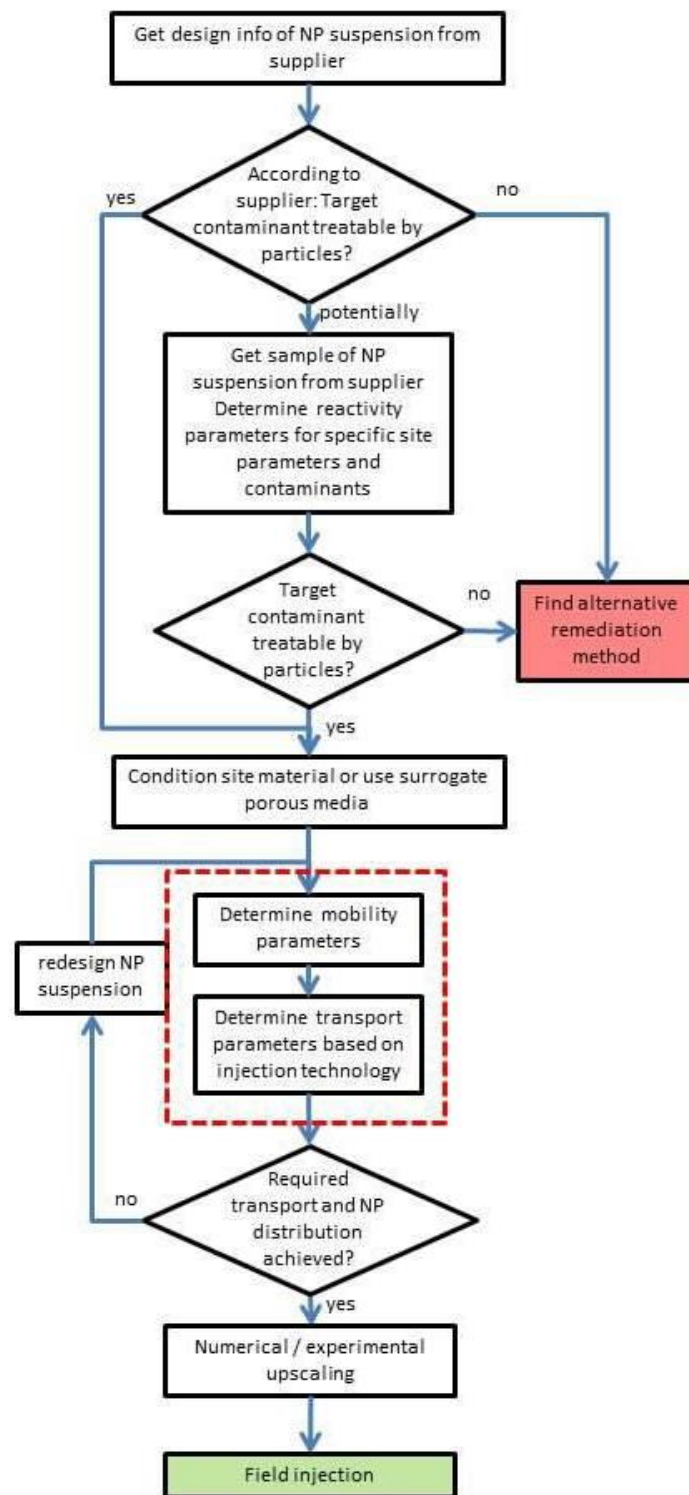 Get design info of NP suspension from
supplier
According to
supplier: Target
contaminant treatable by
particles?
yes
no
potentially
Get sample of NP
suspension from supplier
Determine reactivity
parameters for specific site
parameters and
contaminants
Target
contaminant
treatable by
particles?
no
Find alternative
remediation
method
yes
Condition site material or use surrogate
porous media
Determine mobility
parameters
redesign NP
suspension
Determine transport
parameters based on
injection technology
Required
transport and NP
distribution
achieved?
no
yes
Numerical / experimental
upscaling
Field injection